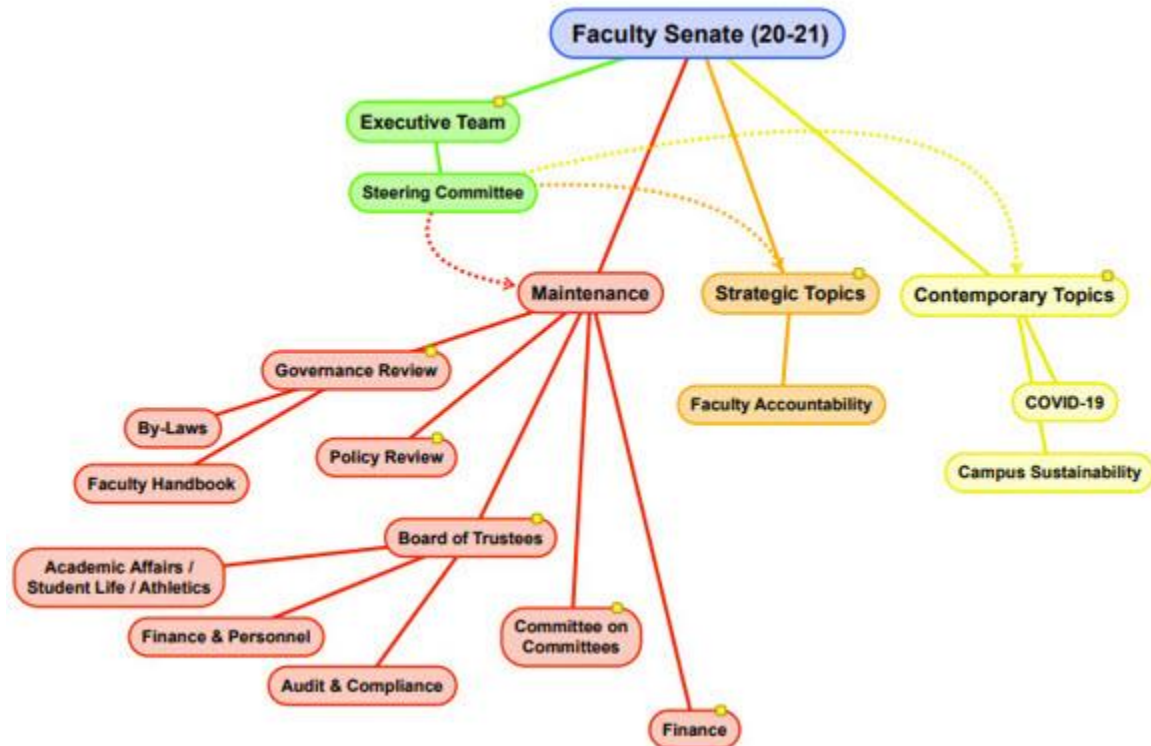 Faculty Senate (20-21)
Executive Team
Steering Committee
Maintenance
Strategic Topics
Contemporary Topics
Governance Review
By-Laws
Faculty Handbook
Policy Review
Faculty Accountability
COVID-19
Campus Sustainability
Board of Trustees
Academic Affairs /
Student Life / Athletics
Finance & Personnel
Audit & Compliance
Committee on
Committees
Finance